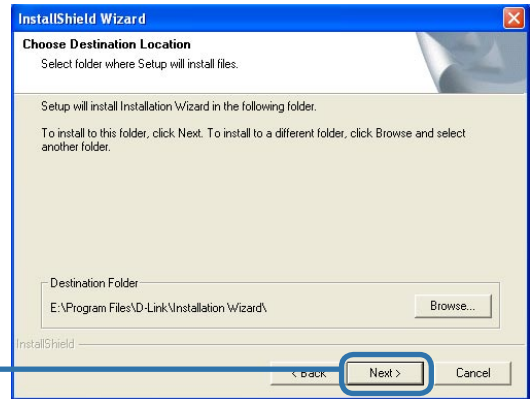 InstallShield Wizard
Choose Destination Location
Select folder where Setup will install files.
Setup will install Installation Wizard in the following folder.
To install to this folder, click Next. To install to a different folder, click Browse and select
another folder.
Destination Folder
E:\Program Files\D-Link\Installation Wizard\
Browse...
InstallShield
< Back
Next >
Cancel